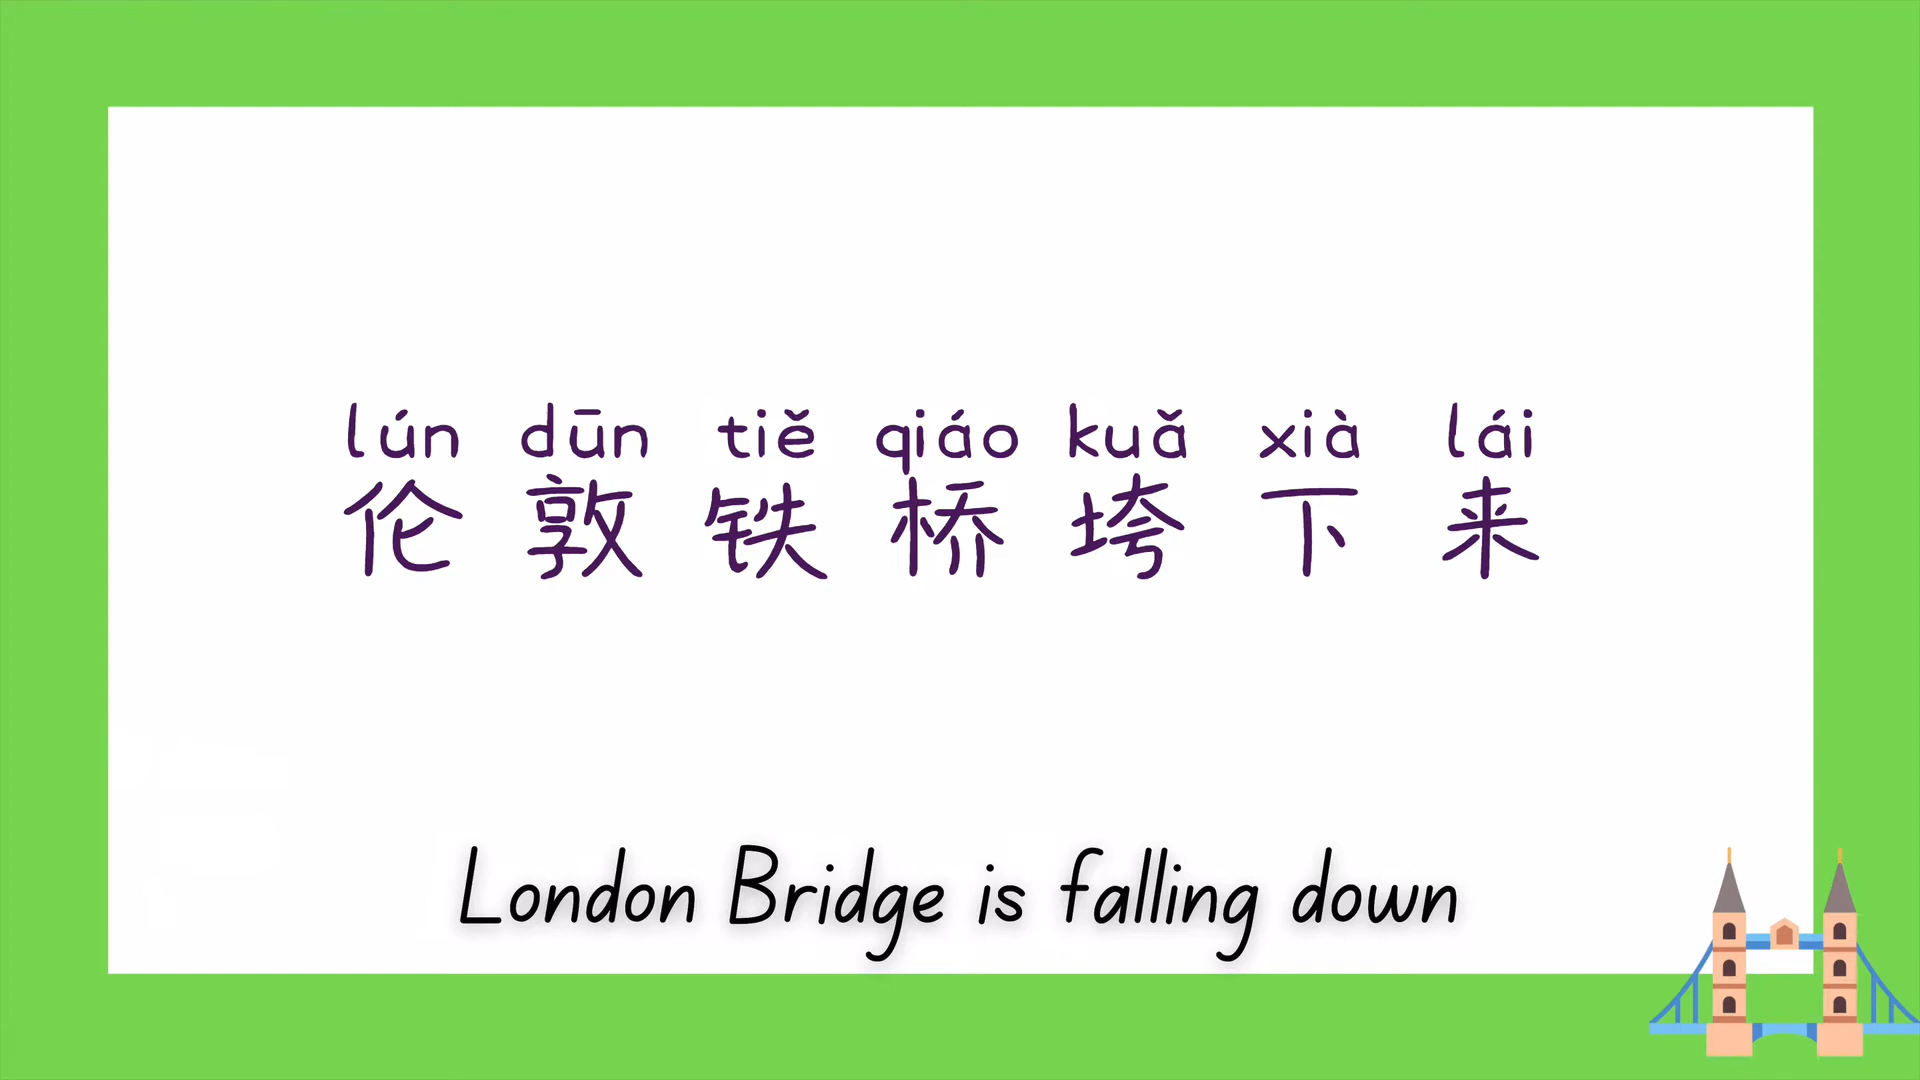 lún dūn tiě qiáo kuǎ xià lái
伦敦铁桥垮下来
London Bridge is falling down